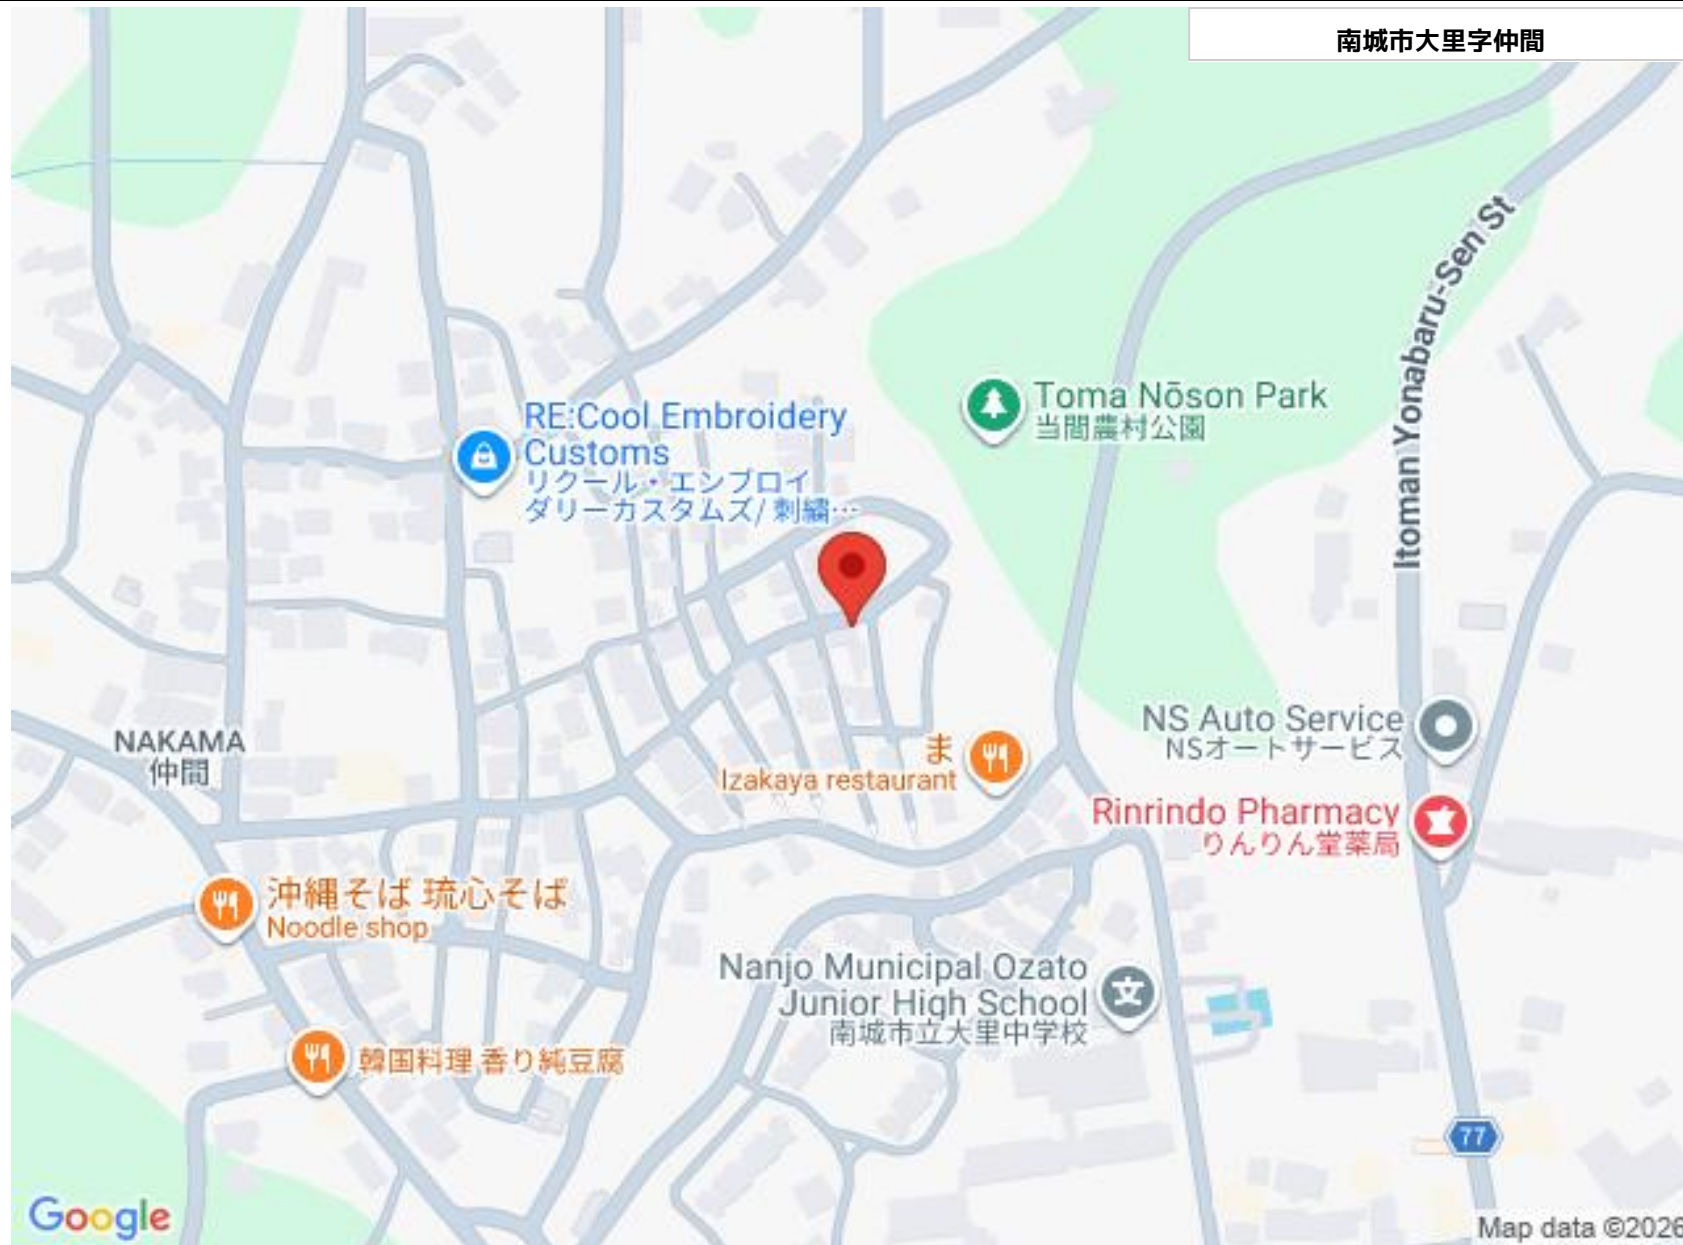 南城市大里字仲間
Itoman Yonabaru-Sen St
Toma Nōson Park
当間農村公園
RE:Cool Embroidery
Customs
リクール・エンブロイ
ダリーカスタムズ/ 刺繍…
NS Auto Service
NSオートサービス
NAKAMA
仲間
ま
Izakaya restaurant
Rinrindo Pharmacy
りんりん堂薬局
沖縄そば 琉心そば
Noodle shop
Nanjo Municipal Ozato
Junior High School
南城市立大里中学校
文
韓国料理 香り純豆腐
77
Google
Map data ©2026